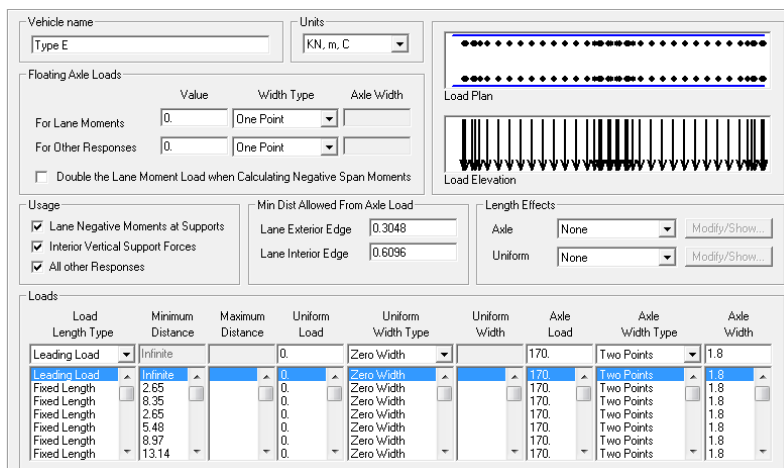 Vehicle name
Type E
Units
KN, m, C
Load Plan
Load Elevation
Floating Axle Loads
Value Width Type Axle Width
For Lane Moments 0. One Point
For Other Responses 0. One Point
Double the Lane Moment Load when Calculating Negative Span Moments
Usage
Lane Negative Moments at Supports
Interior Vertical Support Forces
All other Responses
Min Dist Allowed From Axle Load
Lane Exterior Edge 0.3048
Lane Interior Edge 0.6096
Length Effects
Axle None Modify/Show...
Uniform None Modify/Show...
Loads
Load Length Type Minimum Distance Maximum Distance Uniform Load Uniform Width Type Uniform Width Axle Load Axle Width Type Axle Width
Leading Load Infinite 0. Zero Width 170. Two Points 1.8
Leading Load Infinite 0. Zero Width 170. Two Points 1.8
Fixed Length 2.65 0. Zero Width 170. Two Points 1.8
Fixed Length 8.35 0. Zero Width 170. Two Points 1.8
Fixed Length 2.65 0. Zero Width 170. Two Points 1.8
Fixed Length 5.48 0. Zero Width 170. Two Points 1.8
Fixed Length 8.97 0. Zero Width 170. Two Points 1.8
Fixed Length 13.14 0. Zero Width 170. Two Points 1.8